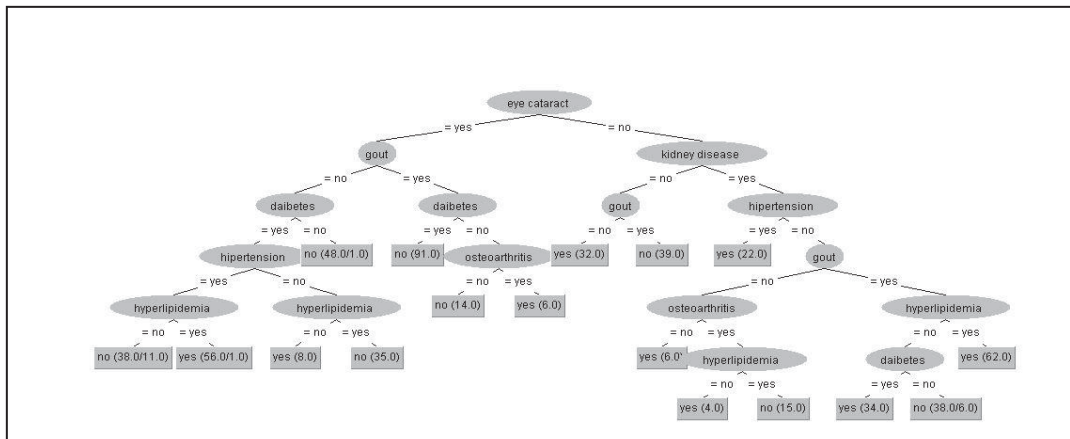 eye cataract
= yes = no
gout kidney disease
= no = yes = no = yes
daibetes daibetes gout hipertension
= yes = no = yes = no = no = yes = yes = no
hipertension no (48.0/1.0) no (91.0) osteoarthritis yes (32.0) no (39.0) yes (22.0) gout
= yes = no = no = yes = no = yes
hyperlipidemia hyperlipidemia no (14.0) yes (6.0) osteoarthritis hyperlipidemia
= no = yes = no = yes = no = yes = no = yes
no (38.0/11.0) yes (56.0/1.0) yes (8.0) no (35.0) yes (6.0) hyperlipidemia daibetes yes (62.0)
= no = yes = yes = no
yes (4.0) no (15.0) yes (34.0) no (38.0/6.0)